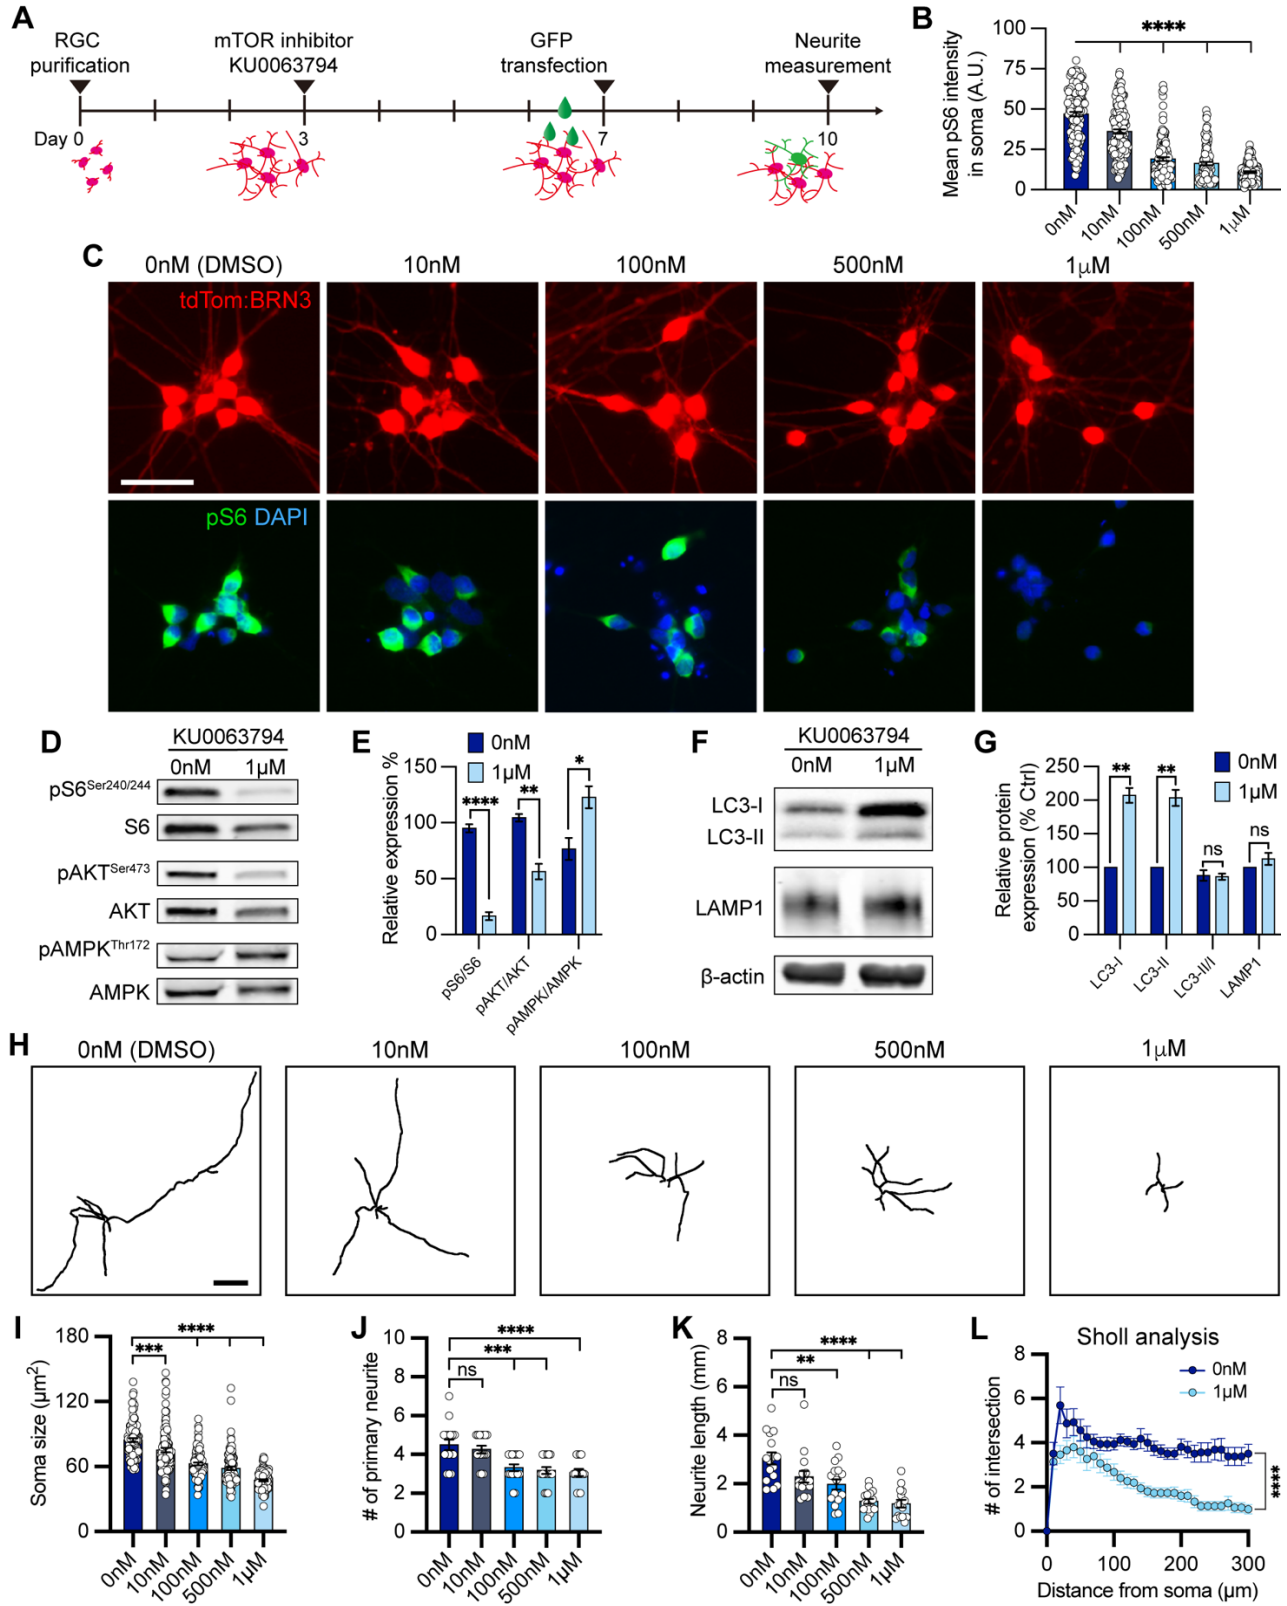 A
RGC
purification
mTOR inhibitor
KU0063794
GFP
transfection
Neurite
measurement
Day 0
3
7
10
B
Mean pS6 intensity
in soma (A.U.)
100
75
50
25
0
****
0nM
10nM
100nM
500nM
1μM
C
0nM (DMSO)
10nM
100nM
500nM
1μM
tdTom:BRN3
pS6 DAPI
D
KU0063794
0nM
1μM
pS6Ser240/244
S6
pAKTSer473
AKT
pAMPKThr172
AMPK
E
Relative expression %
0nM
1μM
150
100
50
0
****
**
*
pS6/S6
pAKT/AKT
pAMPK/AMPK
F
KU0063794
0nM
1μM
LC3-I
LC3-II
LAMP1
β-actin
G
Relative protein
expression (% Ctrl)
0nM
1μM
250
200
150
100
50
0
**
**
ns
ns
LC3-I
LC3-II
LC3-II/I
LAMP1
H
0nM (DMSO)
10nM
100nM
500nM
1μM
I
Soma size (μm²)
180
120
60
0
****
***
0nM
10nM
100nM
500nM
1μM
J
# of primary neurite
10
8
6
4
2
0
****
***
ns
0nM
10nM
100nM
500nM
1μM
K
Neurite length (mm)
8
6
4
2
0
****
**
ns
0nM
10nM
100nM
500nM
1μM
L
Sholl analysis
# of intersection
8
6
4
2
0
0nM
1μM
****
0
100
200
300
Distance from soma (μm)